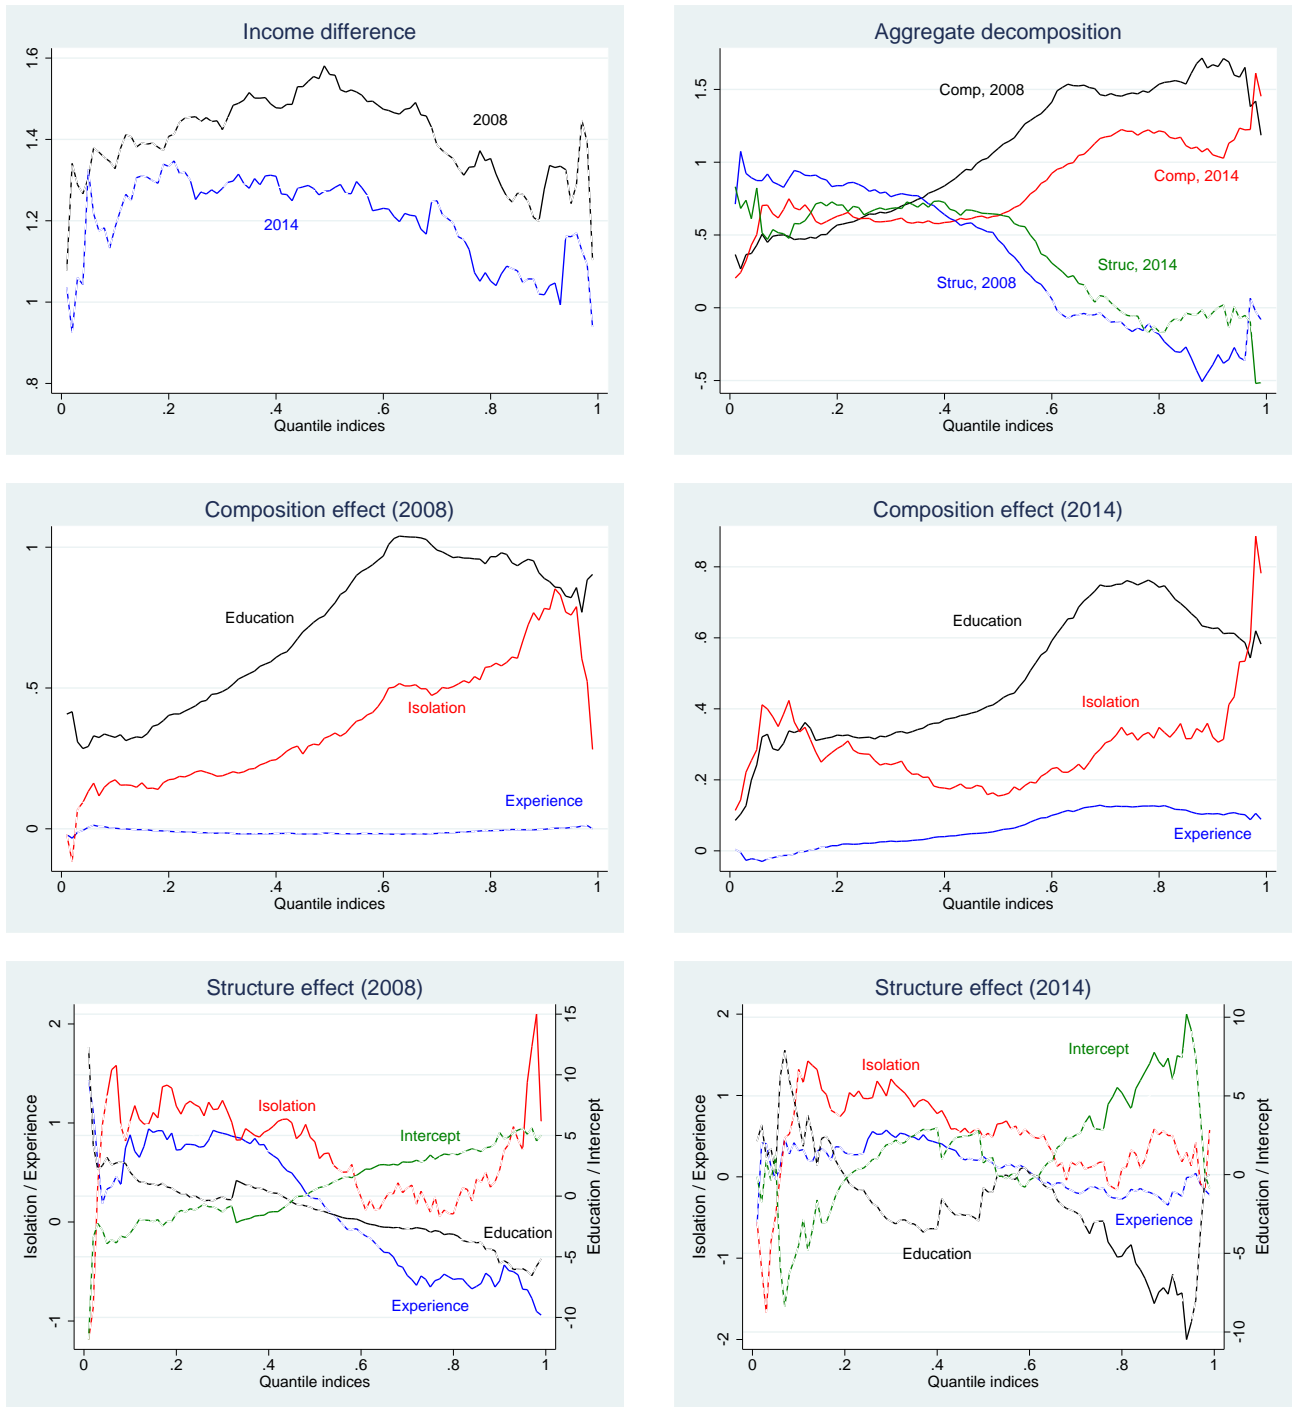 Income difference
1.6
1.4
1.2
1
.8
2008
2014
0 .2 .4 .6 .8 1
Quantile indices
Aggregate decomposition
1.5
1
.5
0
-.5
Comp, 2008
Comp, 2014
Struc, 2014
Struc, 2008
0 .2 .4 .6 .8 1
Quantile indices
Composition effect (2008)
1
.5
0
Education
Isolation
Experience
0 .2 .4 .6 .8 1
Quantile indices
Composition effect (2014)
.8
.6
.4
.2
0
Education
Isolation
Experience
0 .2 .4 .6 .8 1
Quantile indices
Structure effect (2008)
Isolation / Experience
2
1
0
-1
Isolation
Intercept
Education
Experience
15
10
5
0
-5
-10
Education / Intercept
0 .2 .4 .6 .8 1
Quantile indices
Structure effect (2014)
Isolation / Experience
2
1
0
-1
-2
Intercept
Isolation
Experience
Education
10
5
0
-5
-10
Education / Intercept
0 .2 .4 .6 .8 1
Quantile indices